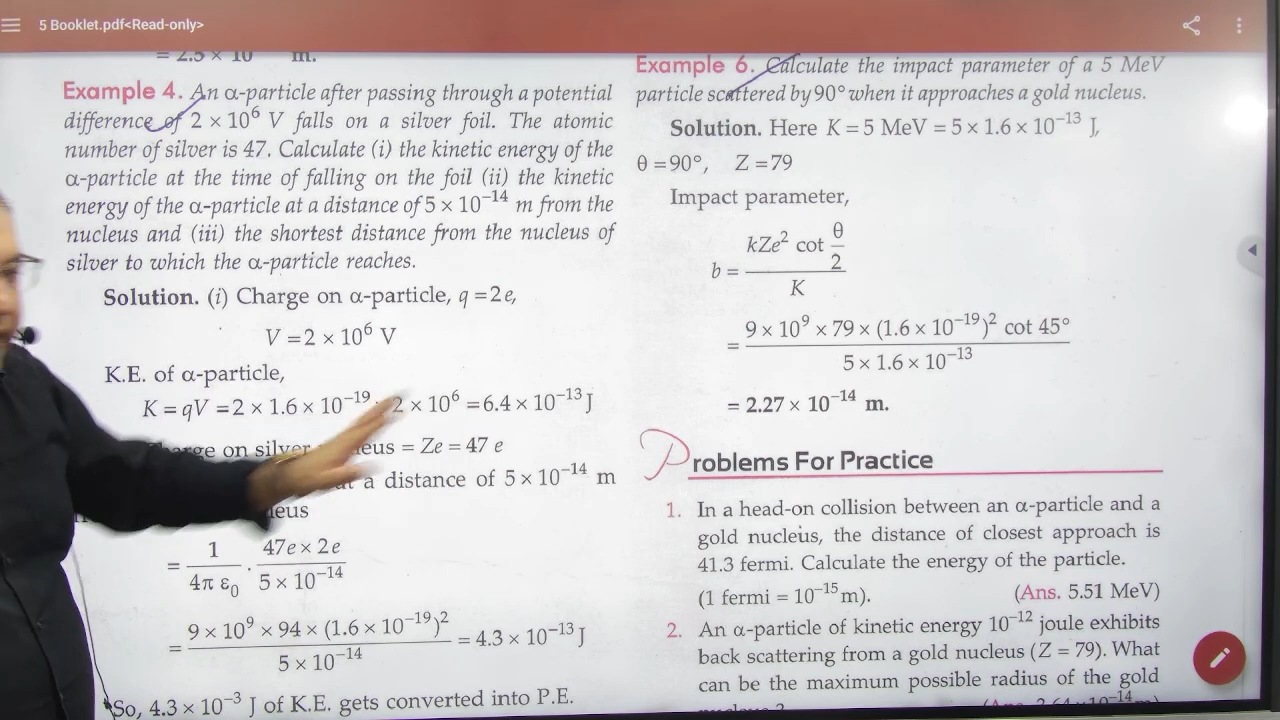 5 Booklet.pdf<Read-only>
= 2.5 × 10 m.
Example 4. An α-particle after passing through a potential
difference of 2 × 10⁶ V falls on a silver foil. The atomic
number of silver is 47. Calculate (i) the kinetic energy of the
α-particle at the time of falling on the foil (ii) the kinetic
energy of the α-particle at a distance of 5 × 10⁻¹⁴ m from the
nucleus and (iii) the shortest distance from the nucleus of
silver to which the α-particle reaches.
Solution. (i) Charge on α-particle, q = 2e,
V = 2 × 10⁶ V
K.E. of α-particle,
K = qV = 2 × 1.6 × 10⁻¹⁹ 2 × 10⁶ = 6.4 × 10⁻¹³ J
on silver = Ze = 47 e
a distance of 5 × 10⁻¹⁴ m
= 1 / 4π ε₀ · 47e × 2e / 5 × 10⁻¹⁴
= 9 × 10⁹ × 94 × (1.6 × 10⁻¹⁹)² / 5 × 10⁻¹⁴ = 4.3 × 10⁻¹³ J
So, 4.3 × 10⁻³ J of K.E. gets converted into P.E.
Example 6. Calculate the impact parameter of a 5 MeV
particle scattered by 90° when it approaches a gold nucleus.
Solution. Here K = 5 MeV = 5 × 1.6 × 10⁻¹³ J,
θ = 90°, Z = 79
Impact parameter,
b = kZe² cot θ/2 / K
= 9 × 10⁹ × 79 × (1.6 × 10⁻¹⁹)² cot 45° / 5 × 1.6 × 10⁻¹³
= 2.27 × 10⁻¹⁴ m.
Problems For Practice
1. In a head-on collision between an α-particle and a
gold nucleus, the distance of closest approach is
41.3 fermi. Calculate the energy of the particle.
(1 fermi = 10⁻¹⁵ m). (Ans. 5.51 MeV)
2. An α-particle of kinetic energy 10⁻¹² joule exhibits
back scattering from a gold nucleus (Z = 79). What
can be the maximum possible radius of the gold